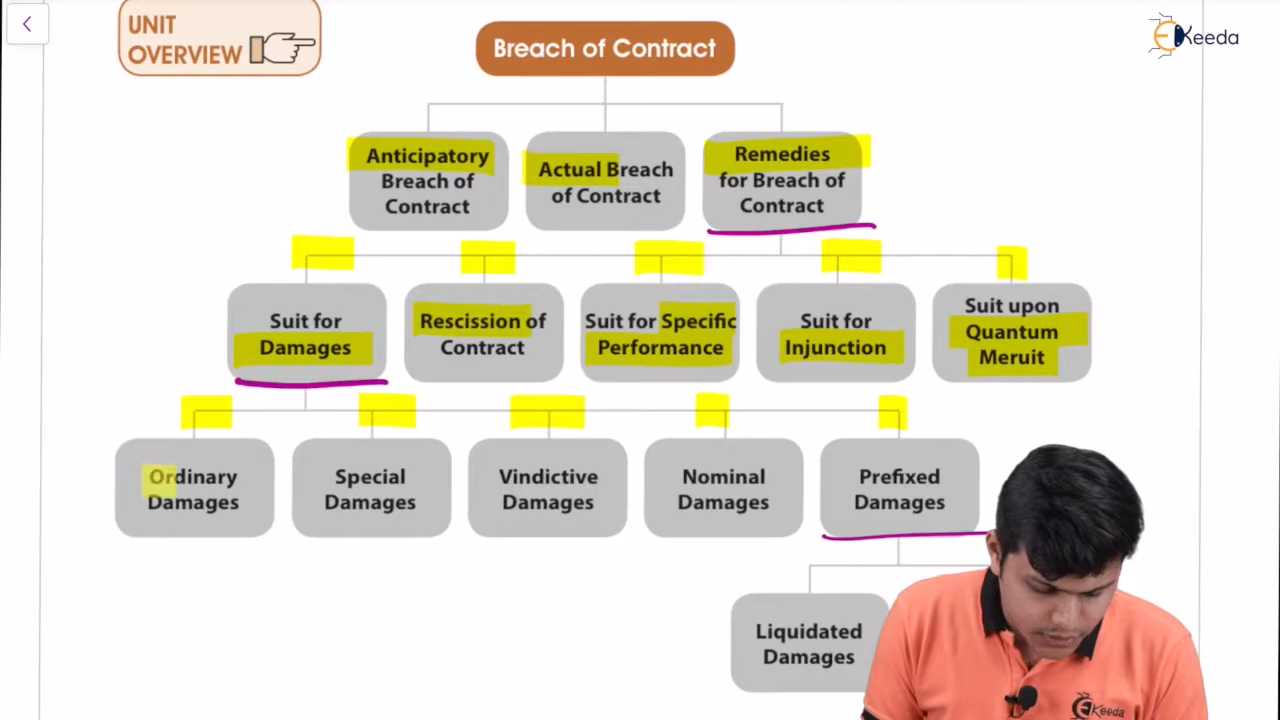 UNIT
OVERVIEW
Breach of Contract
Keeda
Anticipatory
Breach of
Contract
Actual Breach
of Contract
Remedies
for Breach of
Contract
Suit for
Damages
Rescission of
Contract
Suit for Specific
Performance
Suit for
Injunction
Suit upon
Quantum
Meruit
Ordinary
Damages
Special
Damages
Vindictive
Damages
Nominal
Damages
Prefixed
Damages
Liquidated
Damages
Keeda